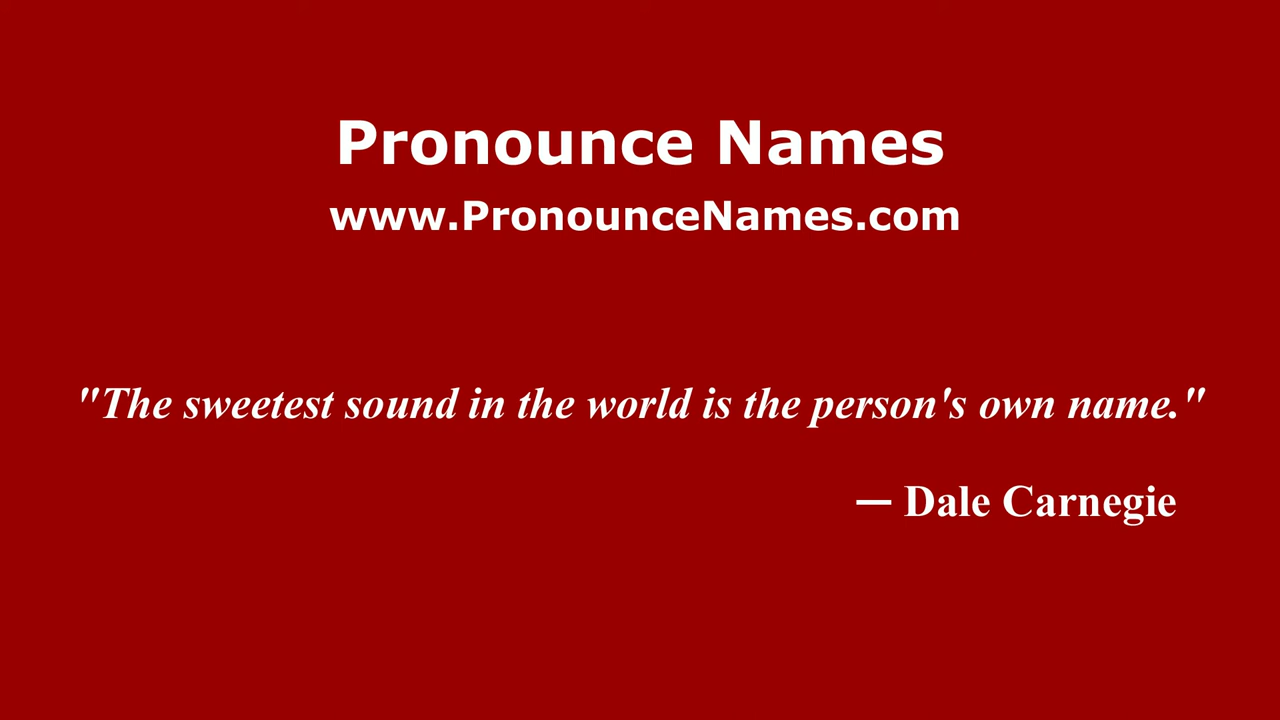 Pronounce Names
www.PronounceNames.com
"The sweetest sound in the world is the person's own name."
— Dale Carnegie